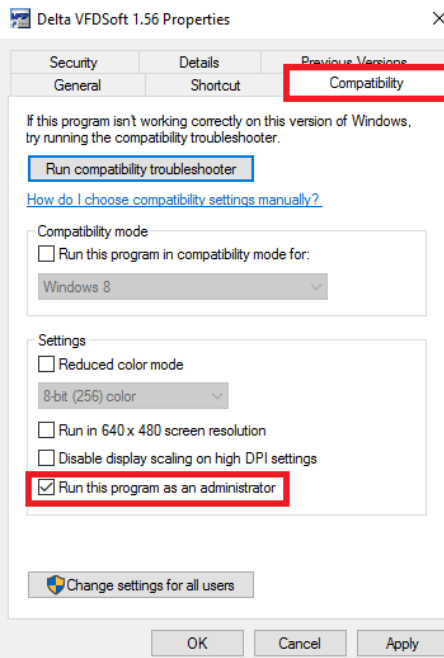 Delta VFDSoft 1.56 Properties
Security Details Previous Versions
General Shortcut Compatibility
If this program isn't working correctly on this version of Windows,
try running the compatibility troubleshooter.
Run compatibility troubleshooter
How do I choose compatibility settings manually?
Compatibility mode
Run this program in compatibility mode for:
Windows 8
Settings
Reduced color mode
8-bit (256) color
Run in 640 x 480 screen resolution
Disable display scaling on high DPI settings
Run this program as an administrator
Change settings for all users
OK Cancel Apply